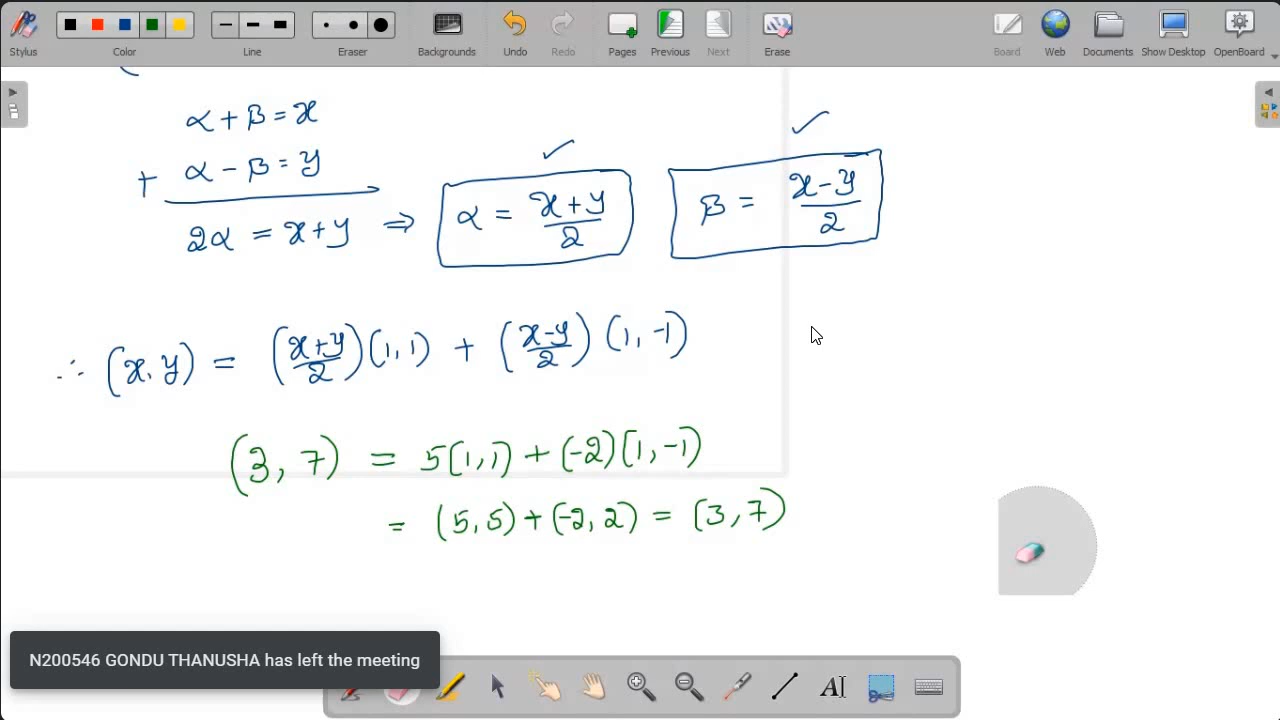 Stylus Color Line Eraser Backgrounds Undo Redo Pages Previous Next Erase Board Web Documents Show Desktop OpenBoard
α + β = x
+ α - β = y
2α = x+y ⇒ α = x+y/2 β = x-y/2
∴ (x, y) = (x+y/2)(1,1) + (x-y/2)(1,-1)
(3, 7) = 5(1,1) + (-2)(1,-1)
= (5,5) + (-2,2) = (3,7)
N200546 GONDU THANUSHA has left the meeting
AI